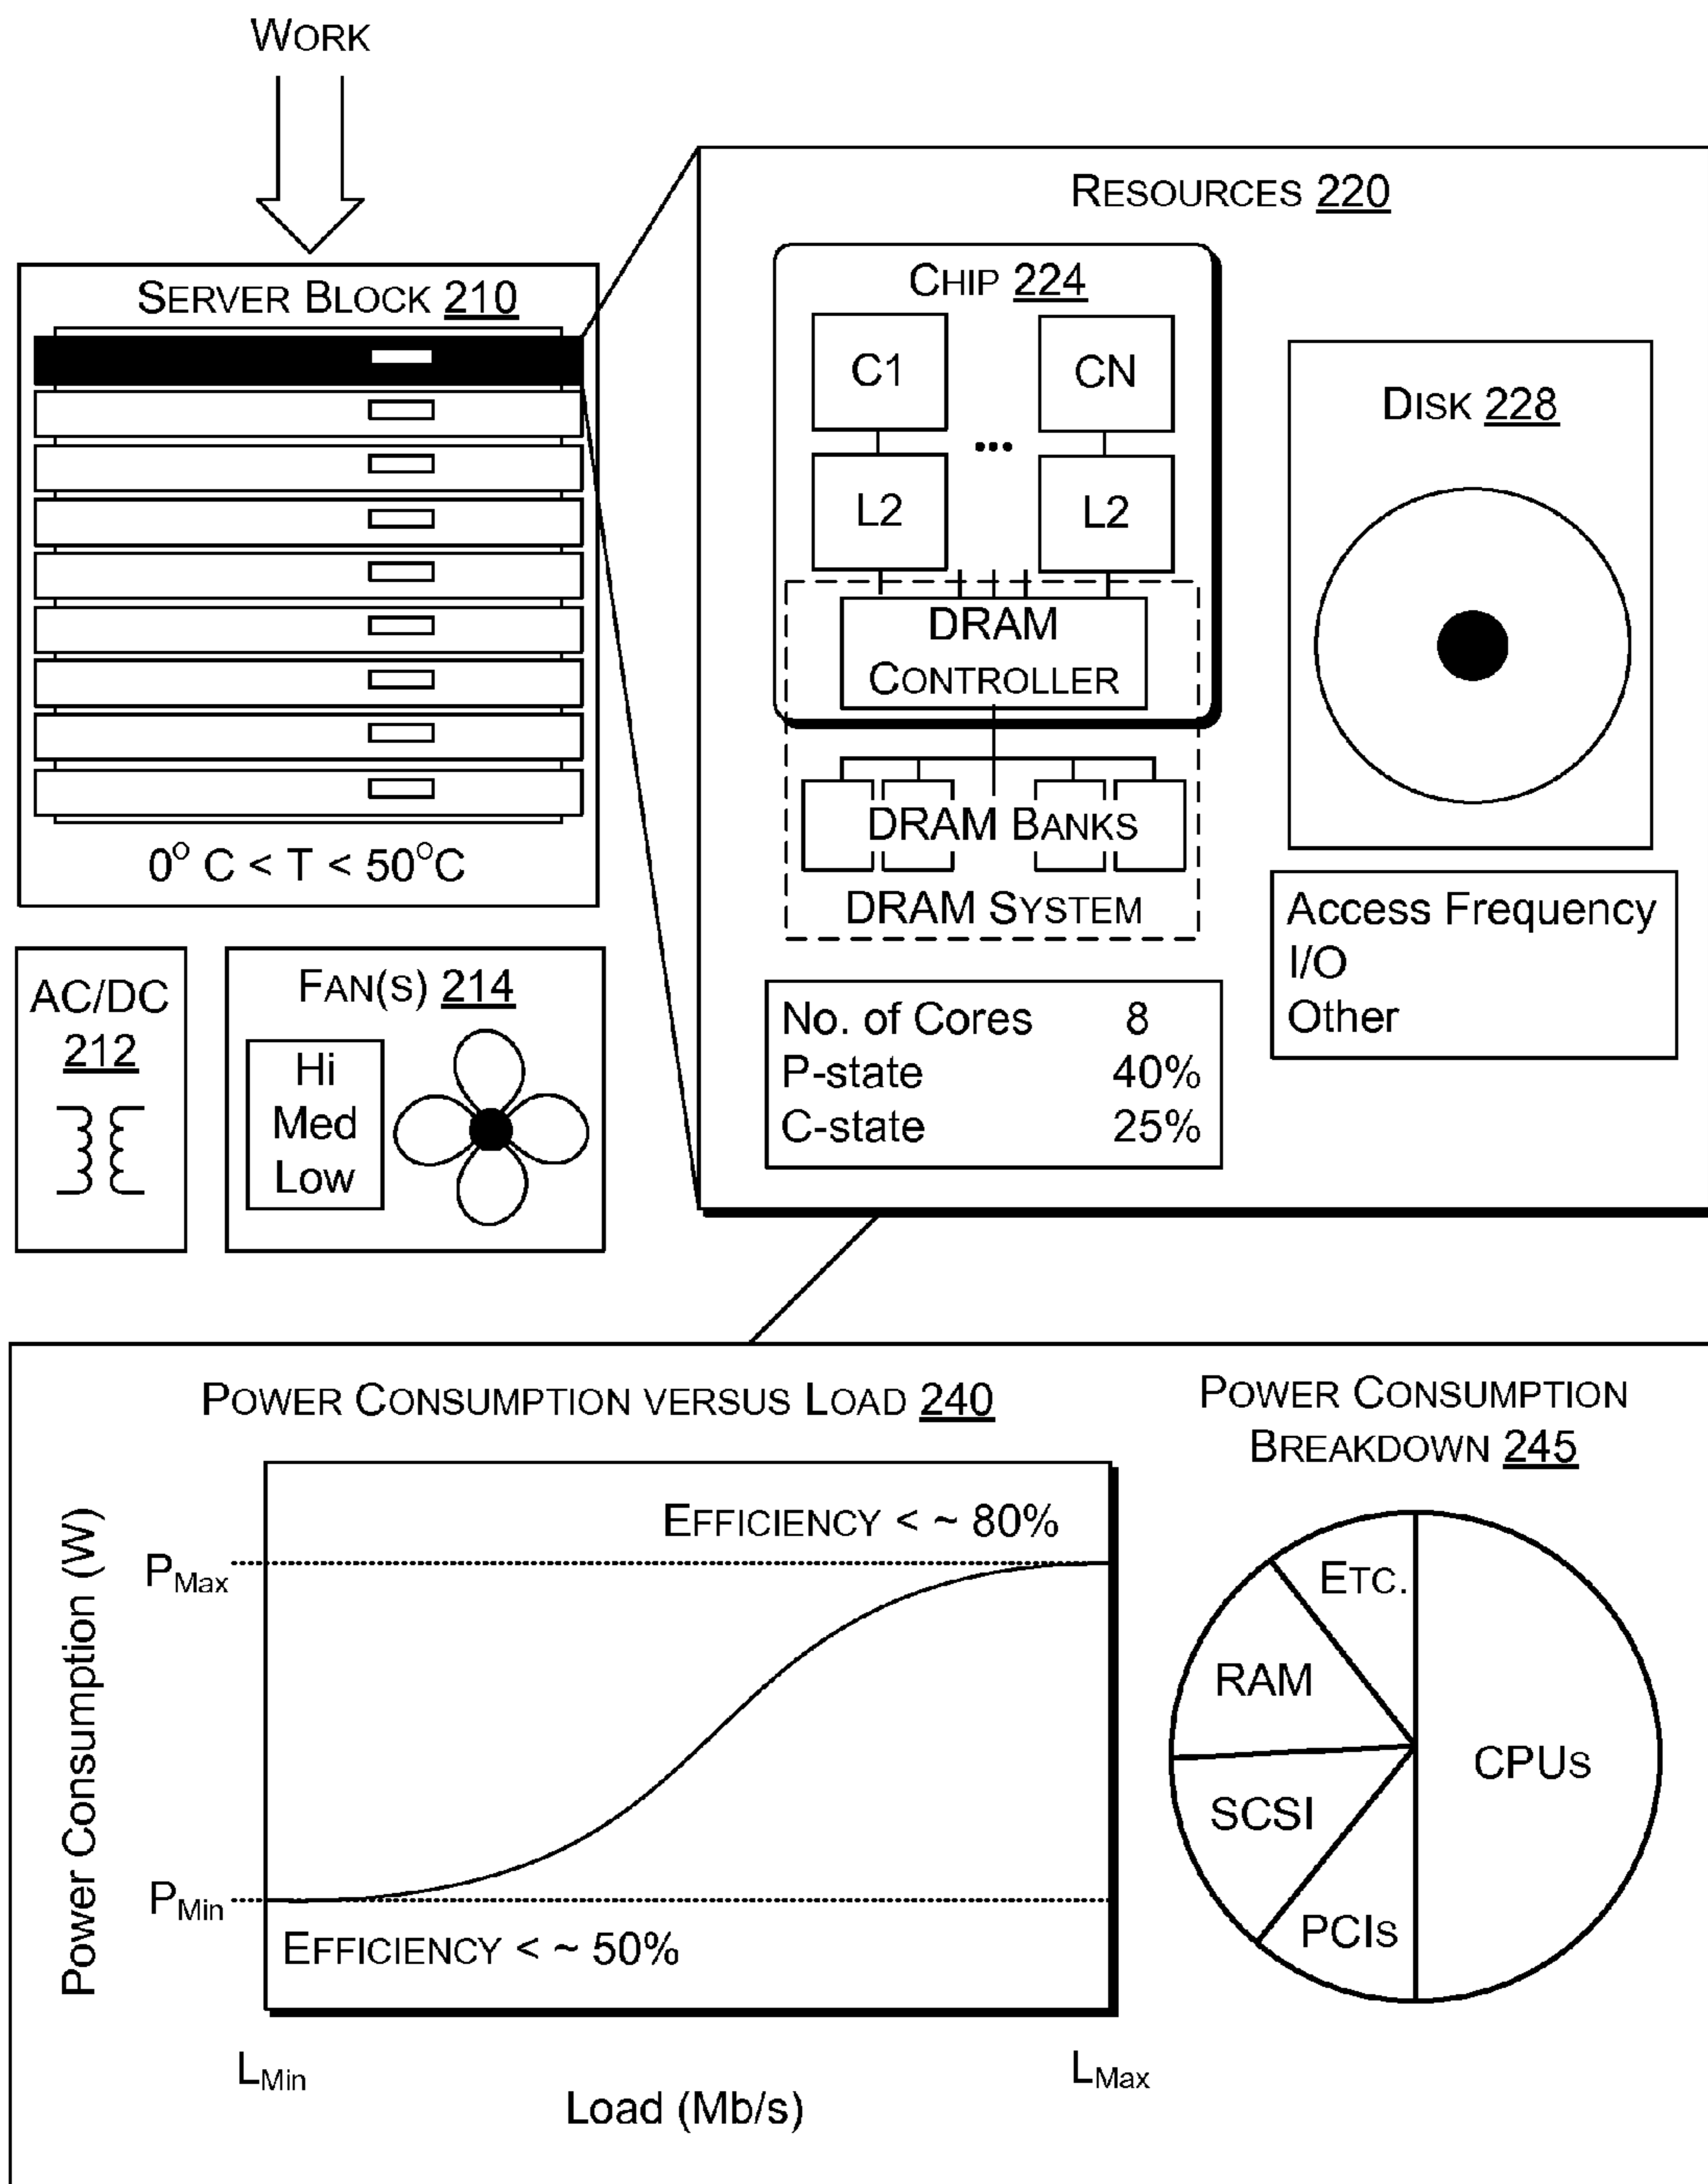 WORK
SERVER BLOCK 210
0° C < T < 50°C
AC/DC
212
FAN(S) 214
Hi
Med
Low
RESOURCES 220
CHIP 224
C1
CN
...
L2
L2
DRAM
CONTROLLER
DRAM BANKS
DRAM SYSTEM
DISK 228
No. of Cores 8
P-state 40%
C-state 25%
Access Frequency
I/O
Other
POWER CONSUMPTION VERSUS LOAD 240
Power Consumption (W)
EFFICIENCY < ~ 80%
PMax
PMin
EFFICIENCY < ~ 50%
LMin
LMax
Load (Mb/s)
POWER CONSUMPTION
BREAKDOWN 245
ETC.
RAM
CPUS
SCSI
PCIS